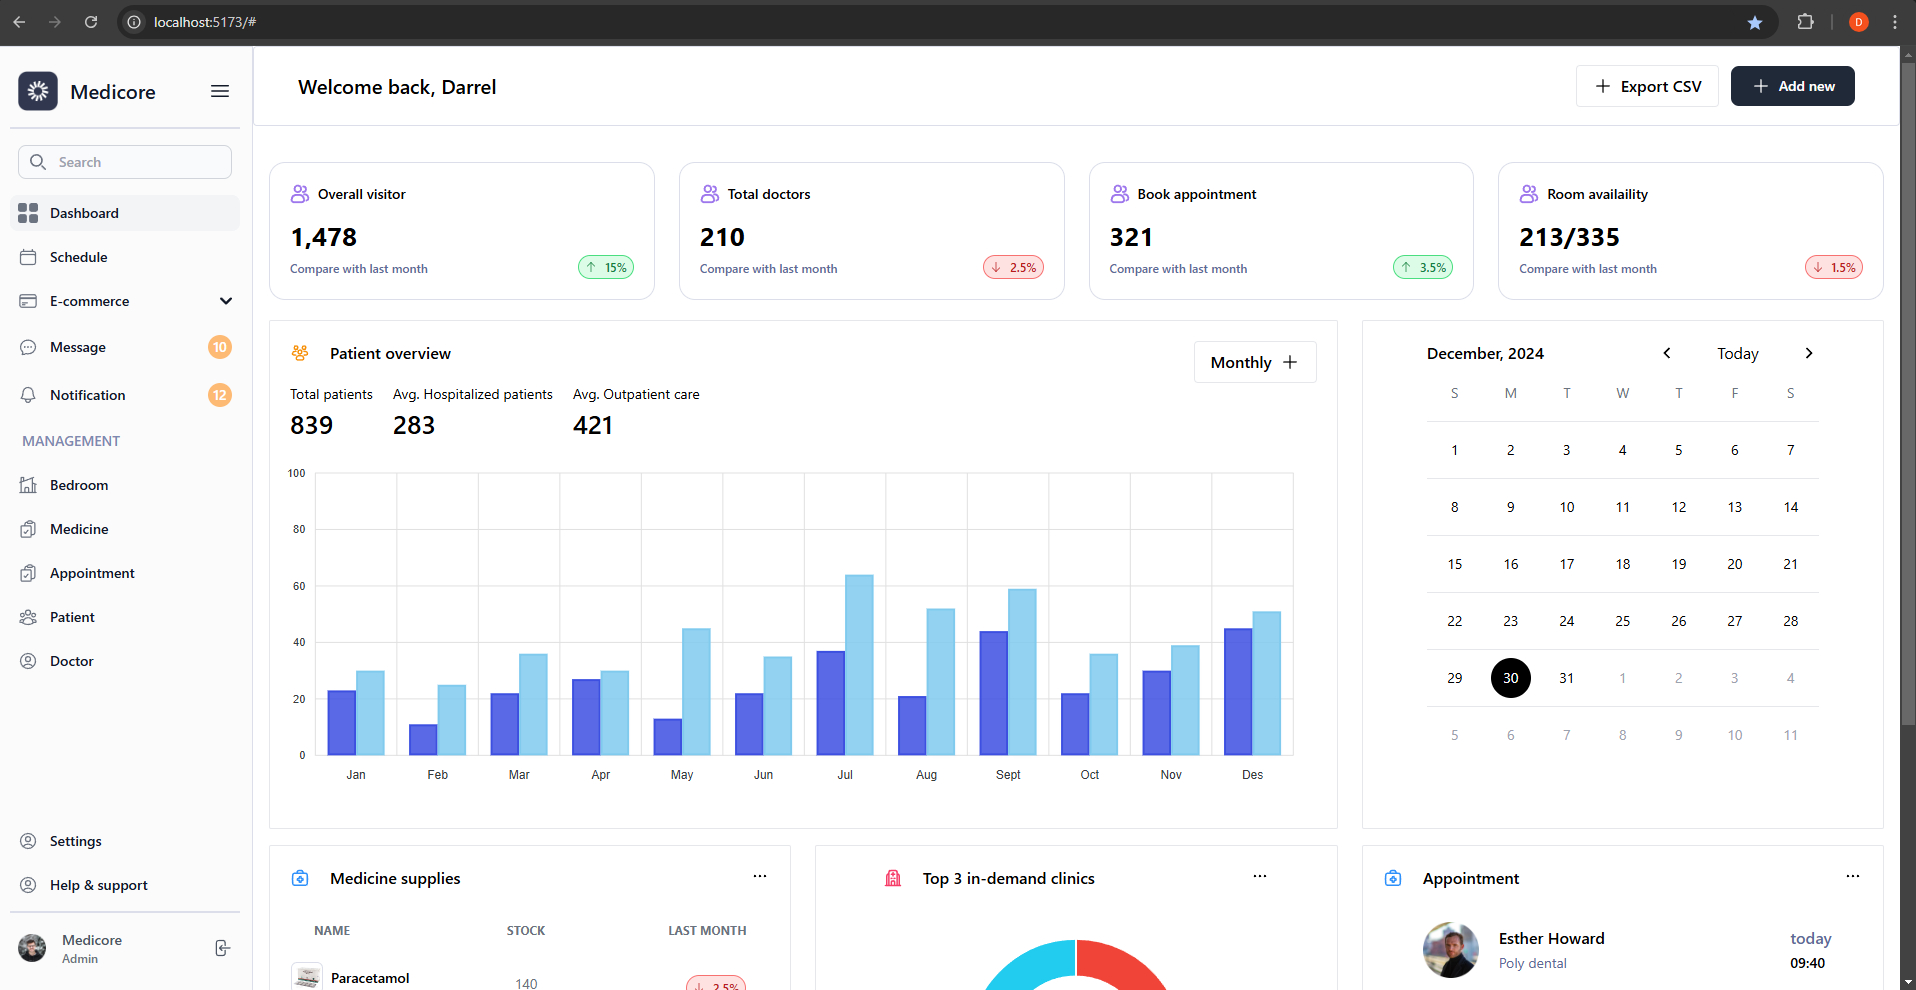 localhost:5173/#
D
Medicore
Search
Dashboard
Schedule
E-commerce
Message 10
Notification 12
MANAGEMENT
Bedroom
Medicine
Appointment
Patient
Doctor
Settings
Help & support
Medicore
Admin
Welcome back, Darrel
Export CSV
Add new
Overall visitor
1,478
Compare with last month
15%
Total doctors
210
Compare with last month
2.5%
Book appointment
321
Compare with last month
3.5%
Room availaility
213/335
Compare with last month
1.5%
Patient overview
Monthly
Total patients Avg. Hospitalized patients Avg. Outpatient care
839 283 421
100
80
60
40
20
0
Jan Feb Mar Apr May Jun Jul Aug Sept Oct Nov Des
December, 2024 Today
S M T W T F S
1 2 3 4 5 6 7
8 9 10 11 12 13 14
15 16 17 18 19 20 21
22 23 24 25 26 27 28
29 30 31 1 2 3 4
5 6 7 8 9 10 11
Medicine supplies
NAME STOCK LAST MONTH
Paracetamol 140 2.5%
Top 3 in-demand clinics
Appointment
Esther Howard today
Poly dental 09:40